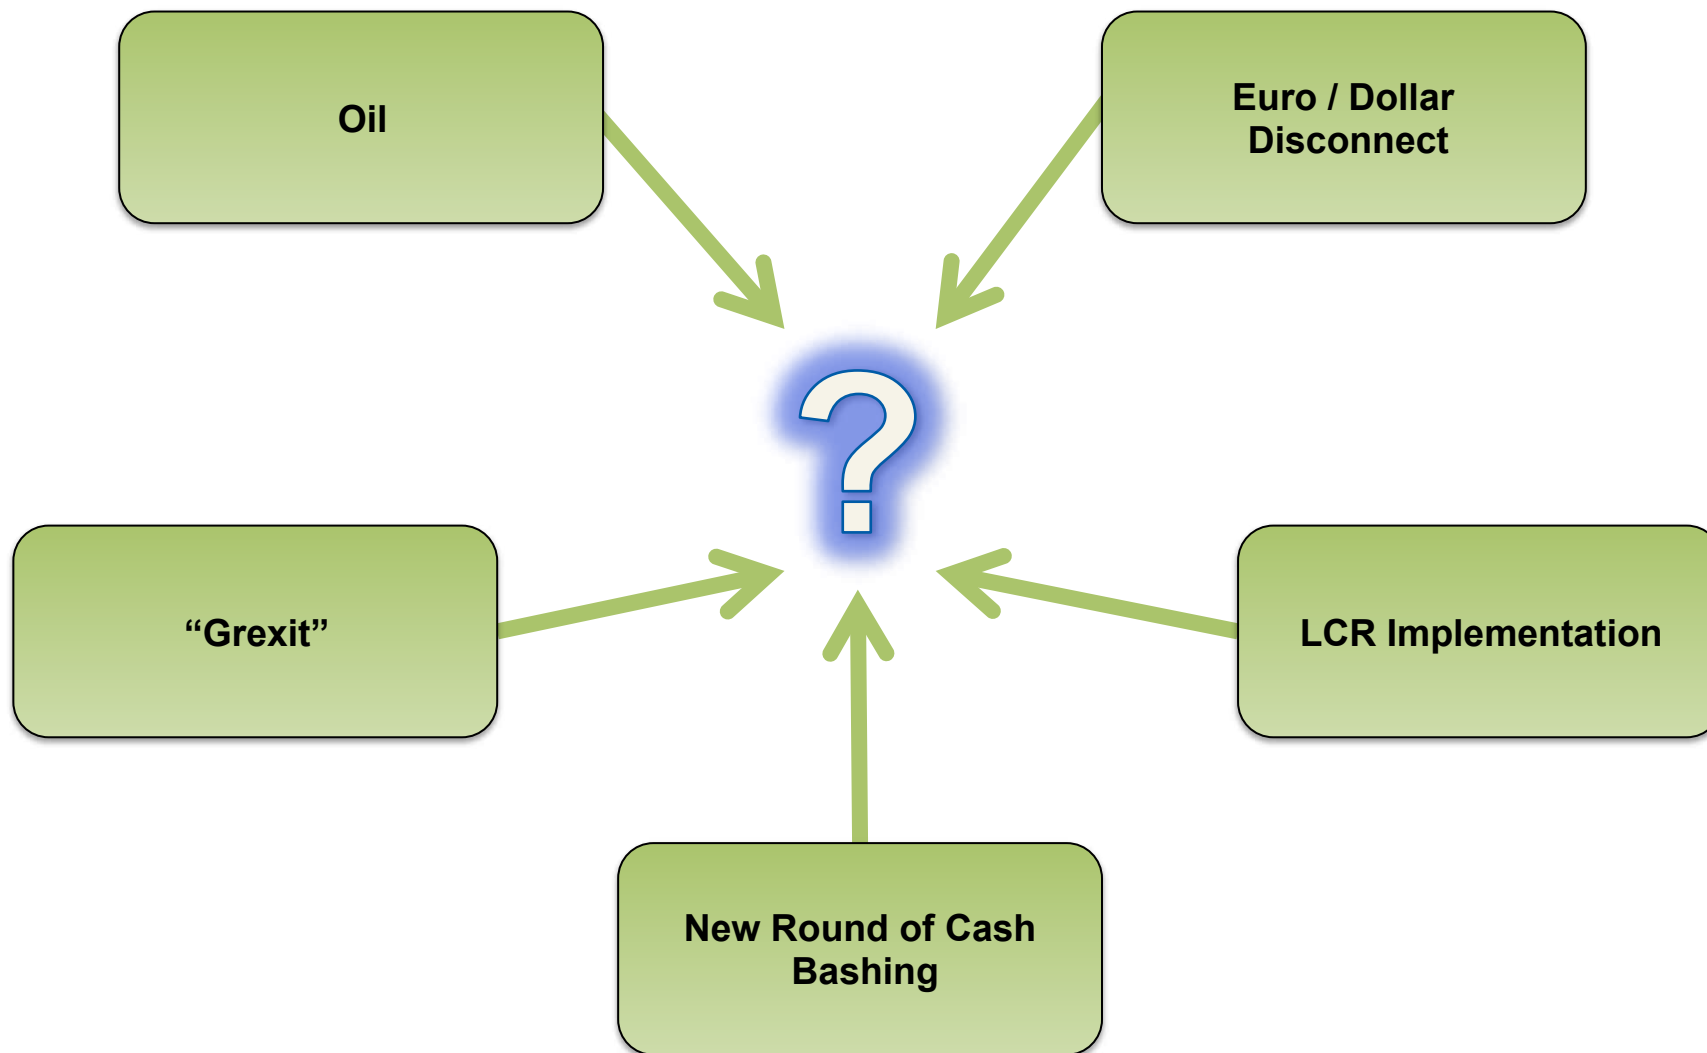 Oil
Euro / Dollar
Disconnect
?
“Grexit”
LCR Implementation
New Round of Cash
Bashing